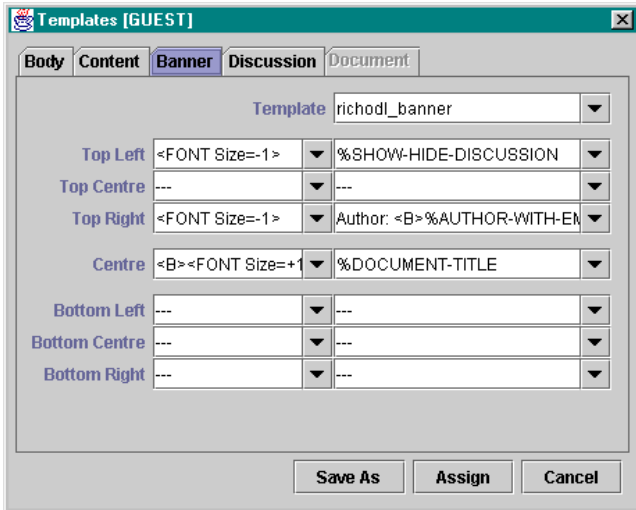 Templates [GUEST]
Body Content Banner Discussion Document
Template richodl_banner
Top Left <FONT Size=-1> %SHOW-HIDE-DISCUSSION
Top Centre --- ---
Top Right <FONT Size=-1> Author: <B>%AUTHOR-WITH-EM
Centre <B><FONT Size=+1 %DOCUMENT-TITLE
Bottom Left --- ---
Bottom Centre --- ---
Bottom Right --- ---
Save As Assign Cancel